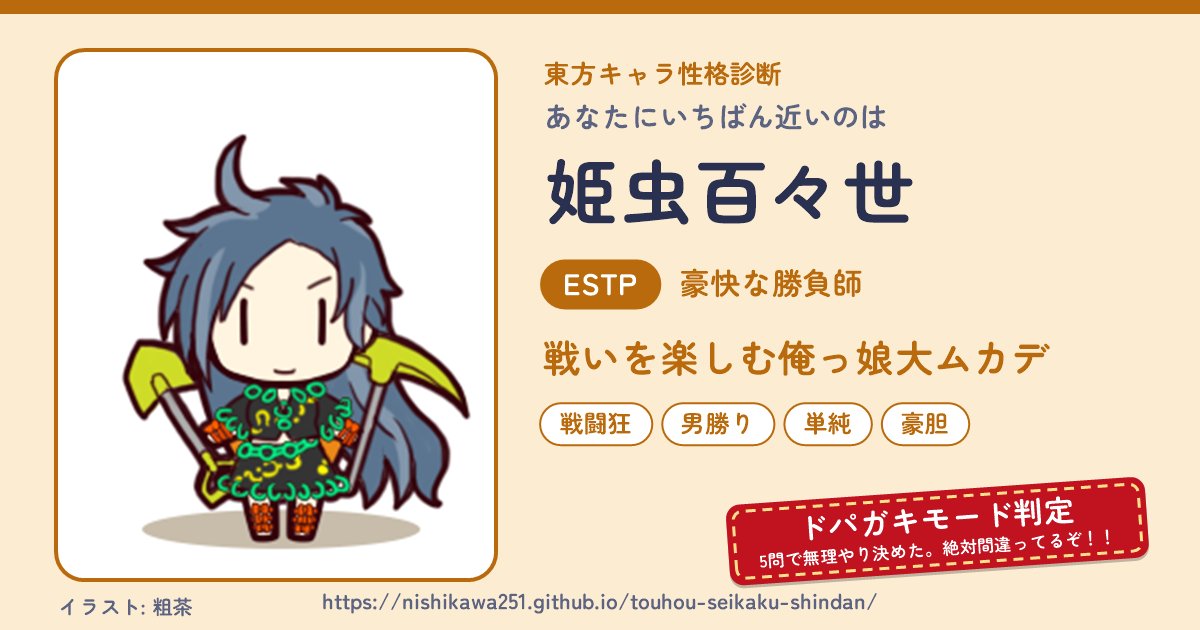 東方キャラ性格診断
あなたにいちばん近いのは
姫虫百々世
ESTP 豪快な勝負師
戦いを楽しむ俺っ娘大ムカデ
戦闘狂 男勝り 単純 豪胆
ドパガキモード判定
5問で無理やり決めた。絶対間違ってるぞ！！
イラスト: 粗茶
https://nishikawa251.github.io/touhou-seikaku-shindan/